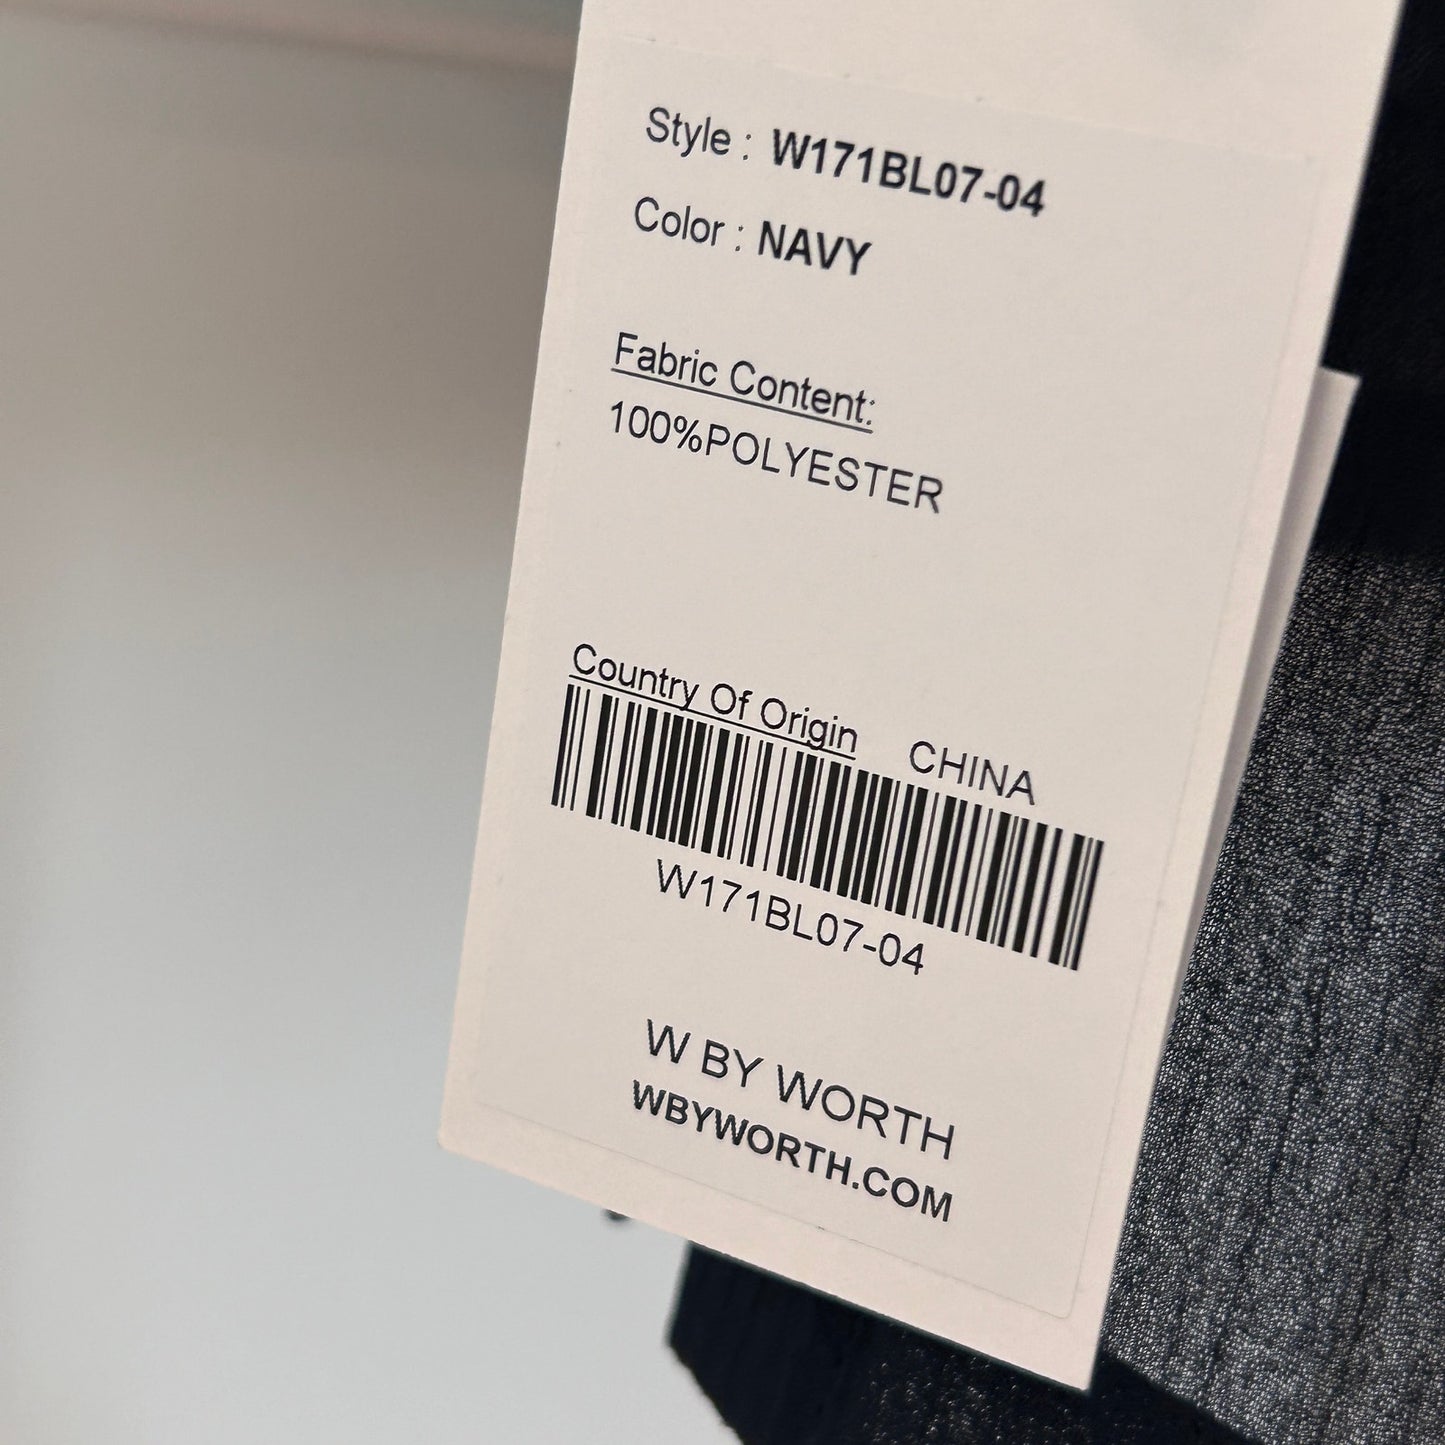 Style : W171BL07-04
Color : NAVY
Fabric Content:
100%POLYESTER
Country Of Origin CHINA
W171BL07-04
W BY WORTH
WBYWORTH.COM